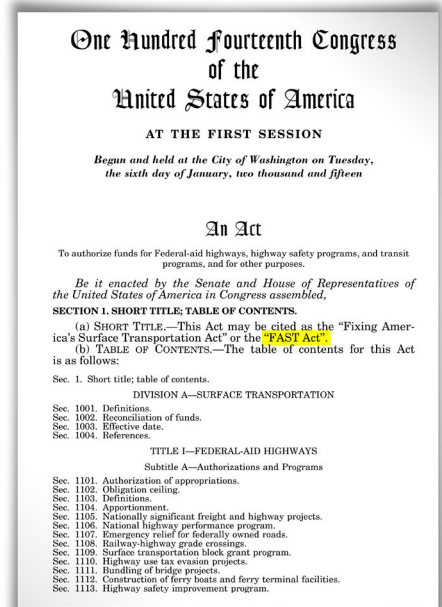 One Hundred Fourteenth Congress
of the
United States of America
AT THE FIRST SESSION
Begun and held at the City of Washington on Tuesday,
the sixth day of January, two thousand and fifteen
An Act
To authorize funds for Federal-aid highways, highway safety programs, and transit
programs, and for other purposes.
Be it enacted by the Senate and House of Representatives of
the United States of America in Congress assembled,
SECTION 1. SHORT TITLE; TABLE OF CONTENTS.
(a) SHORT TITLE.—This Act may be cited as the “Fixing Amer-
ica’s Surface Transportation Act” or the “FAST Act”.
(b) TABLE OF CONTENTS.—The table of contents for this Act
is as follows:
Sec. 1. Short title; table of contents.
DIVISION A—SURFACE TRANSPORTATION
Sec. 1001. Definitions.
Sec. 1002. Reconciliation of funds.
Sec. 1003. Effective date.
Sec. 1004. References.
TITLE I—FEDERAL-AID HIGHWAYS
Subtitle A—Authorizations and Programs
Sec. 1101. Authorization of appropriations.
Sec. 1102. Obligation ceiling.
Sec. 1103. Definitions.
Sec. 1104. Apportionment.
Sec. 1105. Nationally significant freight and highway projects.
Sec. 1106. National highway performance program.
Sec. 1107. Emergency relief for federally owned roads.
Sec. 1108. Railway-highway grade crossings.
Sec. 1109. Surface transportation block grant program.
Sec. 1110. Highway use tax evasion projects.
Sec. 1111. Bundling of bridge projects.
Sec. 1112. Construction of ferry boats and ferry terminal facilities.
Sec. 1113. Highway safety improvement program.